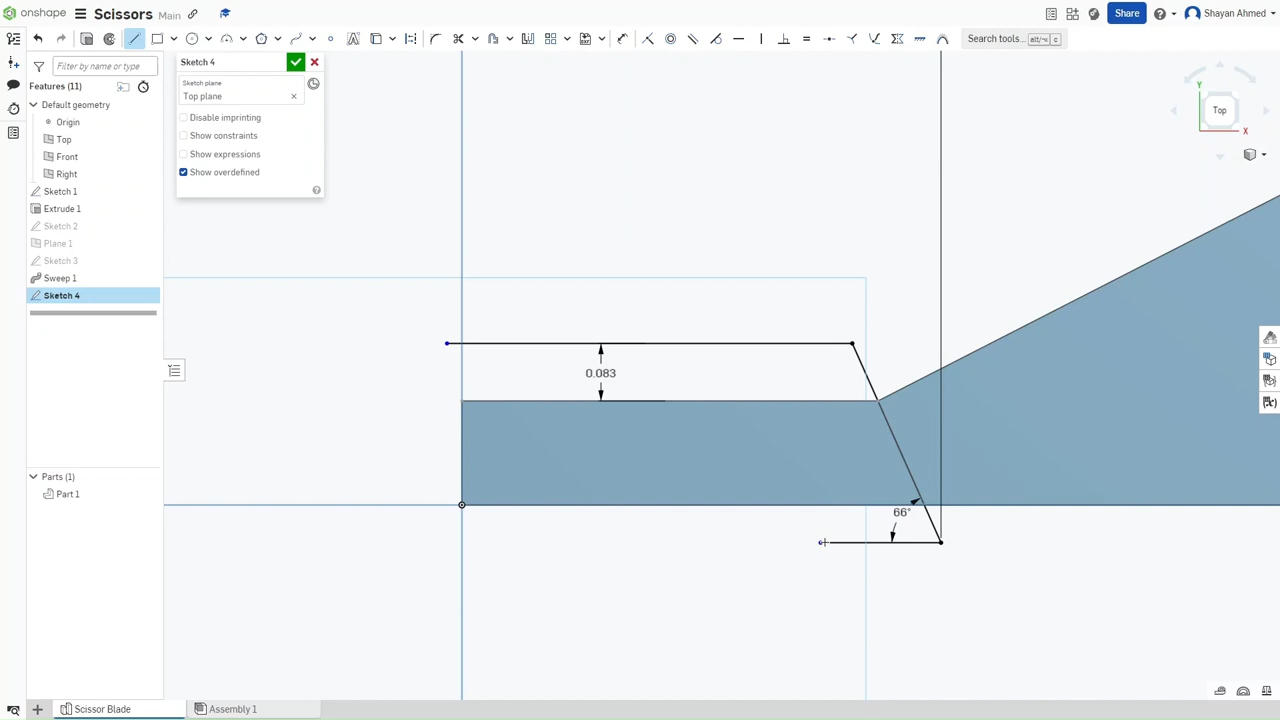 onshape Scissors Main Share Shayan Ahmed
Search tools... alt/⌥ c
Filter by name or type
Features (11)
Default geometry
Origin
Top
Front
Right
Sketch 1
Extrude 1
Sketch 2
Plane 1
Sketch 3
Sweep 1
Sketch 4
Parts (1)
Part 1
Sketch 4
Sketch plane
Top plane
Disable imprinting
Show constraints
Show expressions
Show overdefined
Y
Top
X
0.083
66°
Scissor Blade
Assembly 1